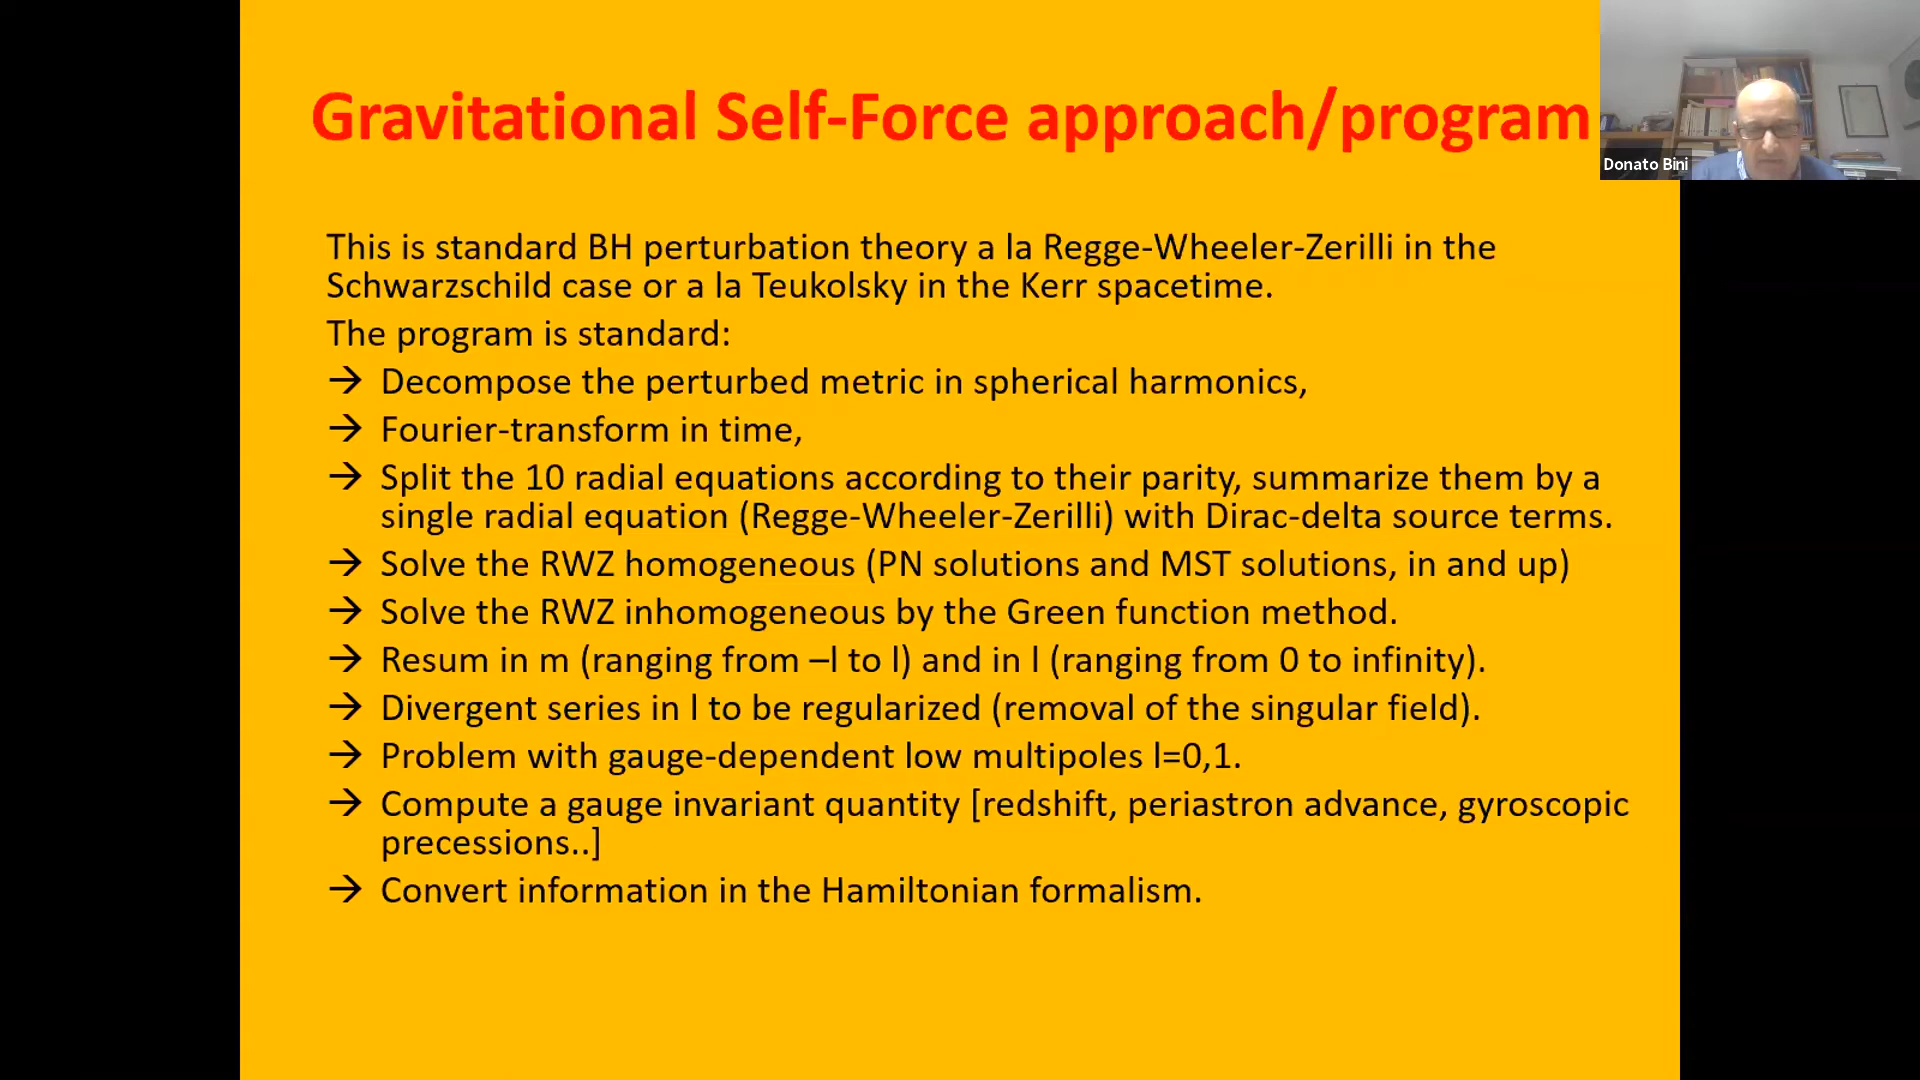 Gravitational Self-Force approach/program
Donato Bini
This is standard BH perturbation theory a la Regge-Wheeler-Zerilli in the
Schwarzschild case or a la Teukolsky in the Kerr spacetime.
The program is standard:
→ Decompose the perturbed metric in spherical harmonics,
→ Fourier-transform in time,
→ Split the 10 radial equations according to their parity, summarize them by a
single radial equation (Regge-Wheeler-Zerilli) with Dirac-delta source terms.
→ Solve the RWZ homogeneous (PN solutions and MST solutions, in and up)
→ Solve the RWZ inhomogeneous by the Green function method.
→ Resum in m (ranging from –l to l) and in l (ranging from 0 to infinity).
→ Divergent series in l to be regularized (removal of the singular field).
→ Problem with gauge-dependent low multipoles l=0,1.
→ Compute a gauge invariant quantity [redshift, periastron advance, gyroscopic
precessions..]
→ Convert information in the Hamiltonian formalism.